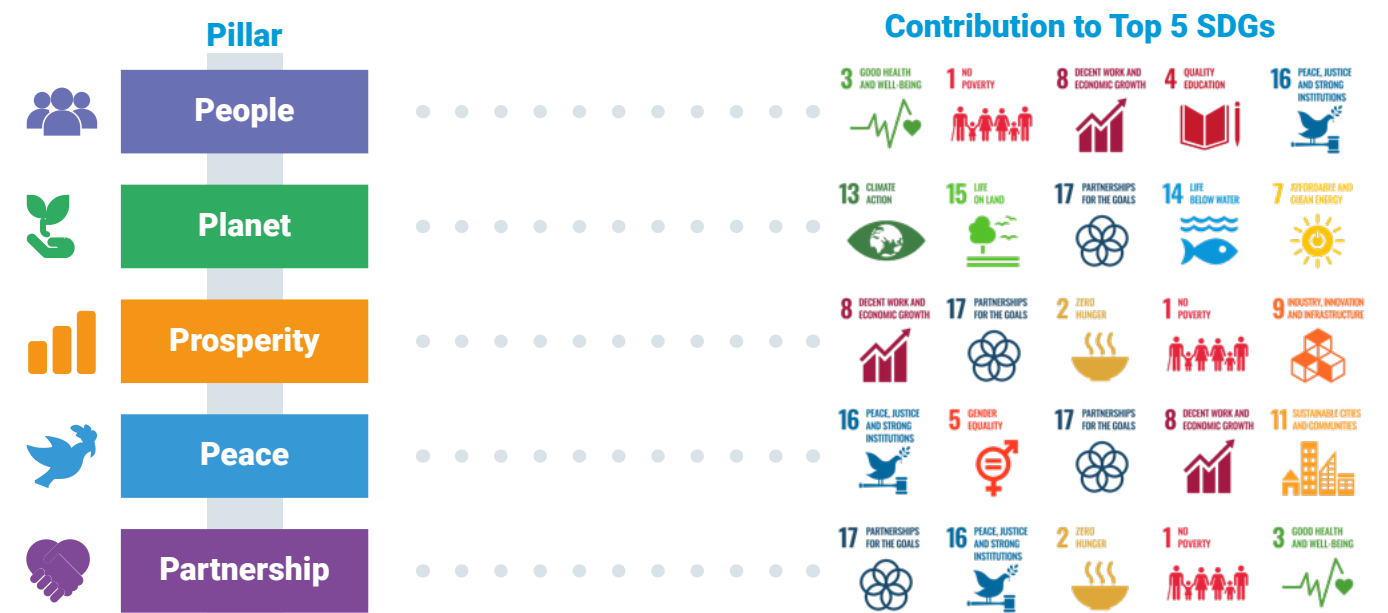 Pillar
Contribution to Top 5 SDGs
People
3 GOOD HEALTH
AND WELL-BEING
1 NO
POVERTY
8 DECENT WORK AND
ECONOMIC GROWTH
4 QUALITY
EDUCATION
16 PEACE, JUSTICE
AND STRONG
INSTITUTIONS
Planet
13 CLIMATE
ACTION
15 LIFE
ON LAND
17 PARTNERSHIPS
FOR THE GOALS
14 LIFE
BELOW WATER
7 AFFORDABLE AND
CLEAN ENERGY
Prosperity
8 DECENT WORK AND
ECONOMIC GROWTH
17 PARTNERSHIPS
FOR THE GOALS
2 ZERO
HUNGER
1 NO
POVERTY
9 INDUSTRY, INNOVATION
AND INFRASTRUCTURE
Peace
16 PEACE, JUSTICE
AND STRONG
INSTITUTIONS
5 GENDER
EQUALITY
17 PARTNERSHIPS
FOR THE GOALS
8 DECENT WORK AND
ECONOMIC GROWTH
11 SUSTAINABLE CITIES
AND COMMUNITIES
Partnership
17 PARTNERSHIPS
FOR THE GOALS
16 PEACE, JUSTICE
AND STRONG
INSTITUTIONS
2 ZERO
HUNGER
1 NO
POVERTY
3 GOOD HEALTH
AND WELL-BEING